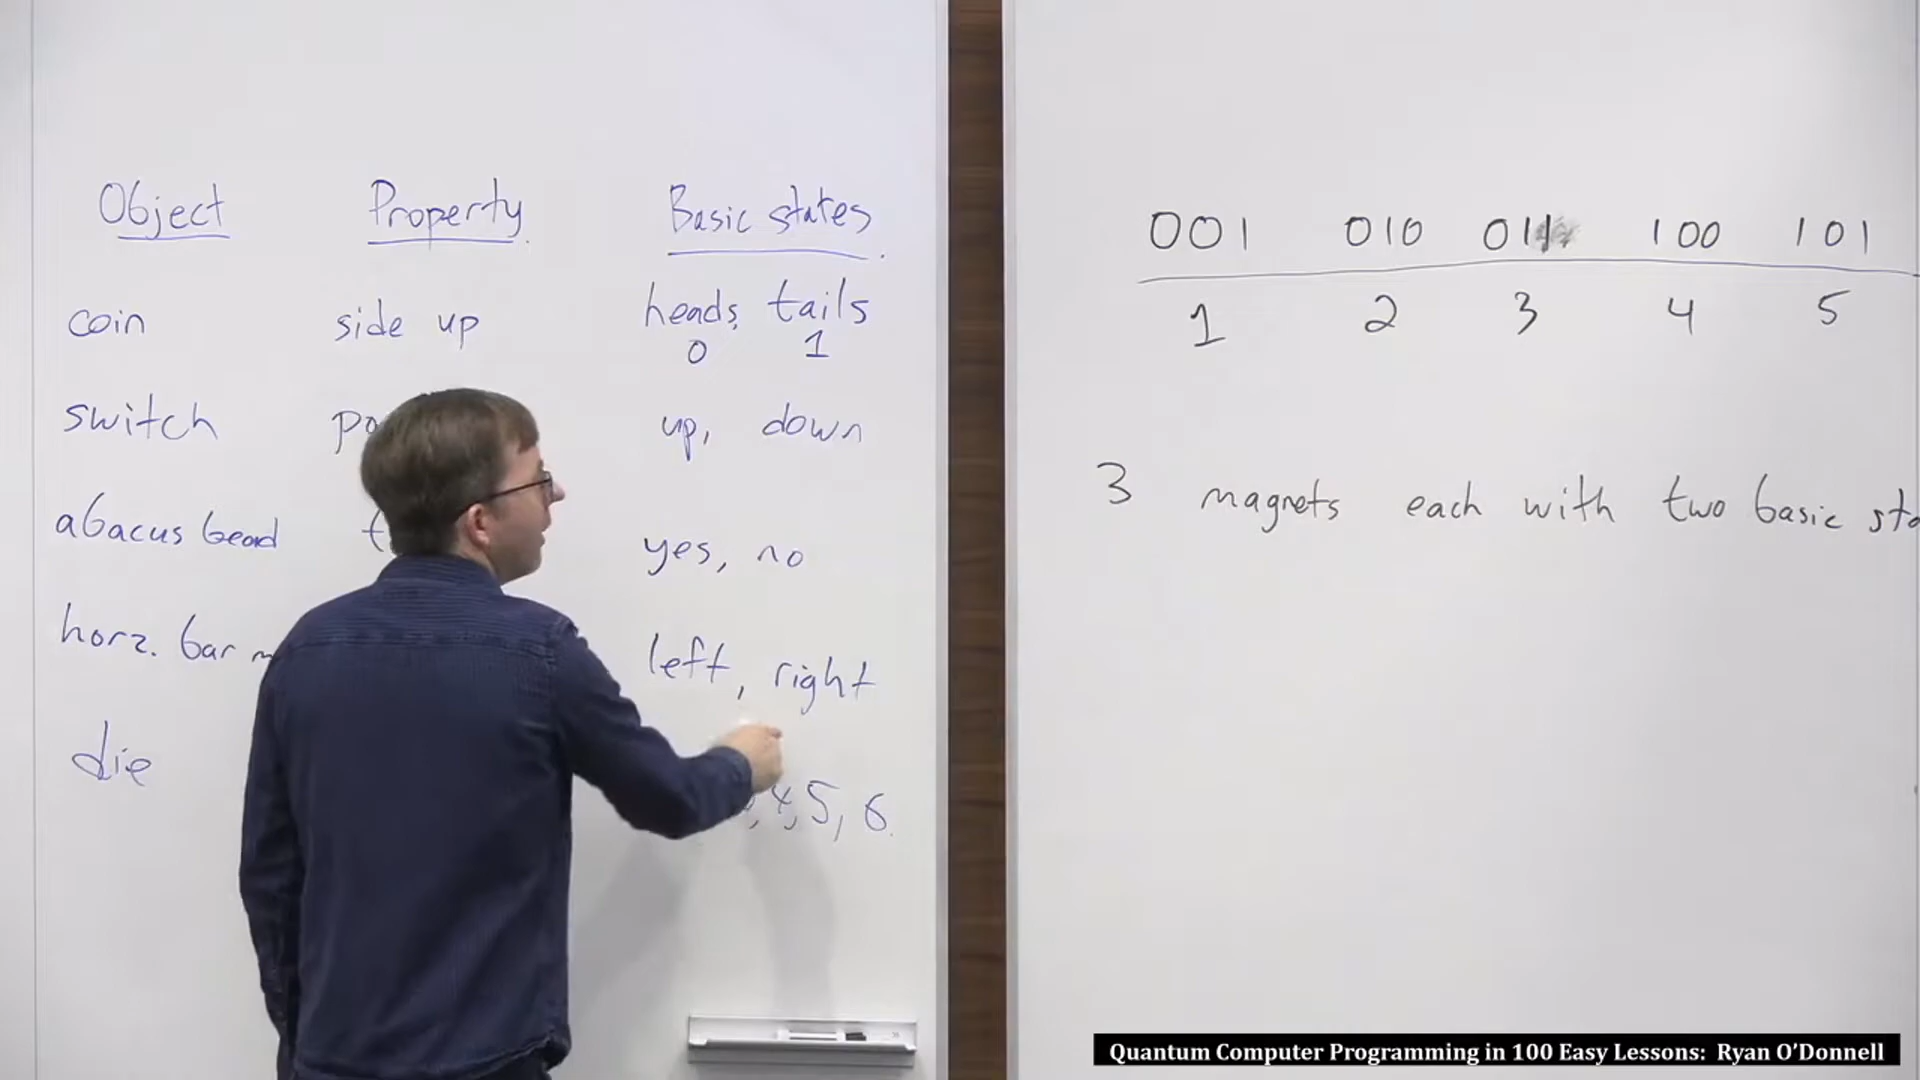 Object Property Basic states
coin side up heads, tails
0 1
switch up, down
abacus bead yes, no
horz. bar left, right
die 4, 5, 6
001 010 011 100 101
1 2 3 4 5
3 magnets each with two basic
Quantum Computer Programming in 100 Easy Lessons: Ryan O'Donnell